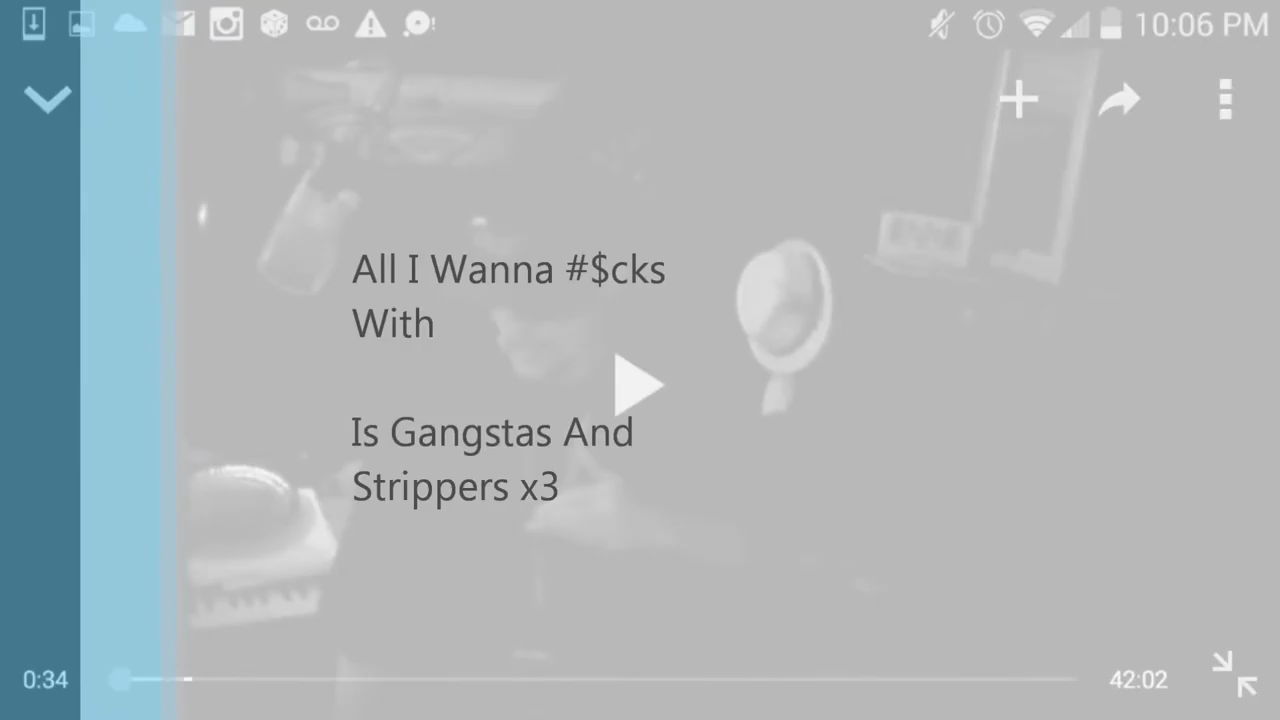 10:06 PM
All I Wanna #$cks
With
Is Gangstas And
Strippers x3
0:34
42:02